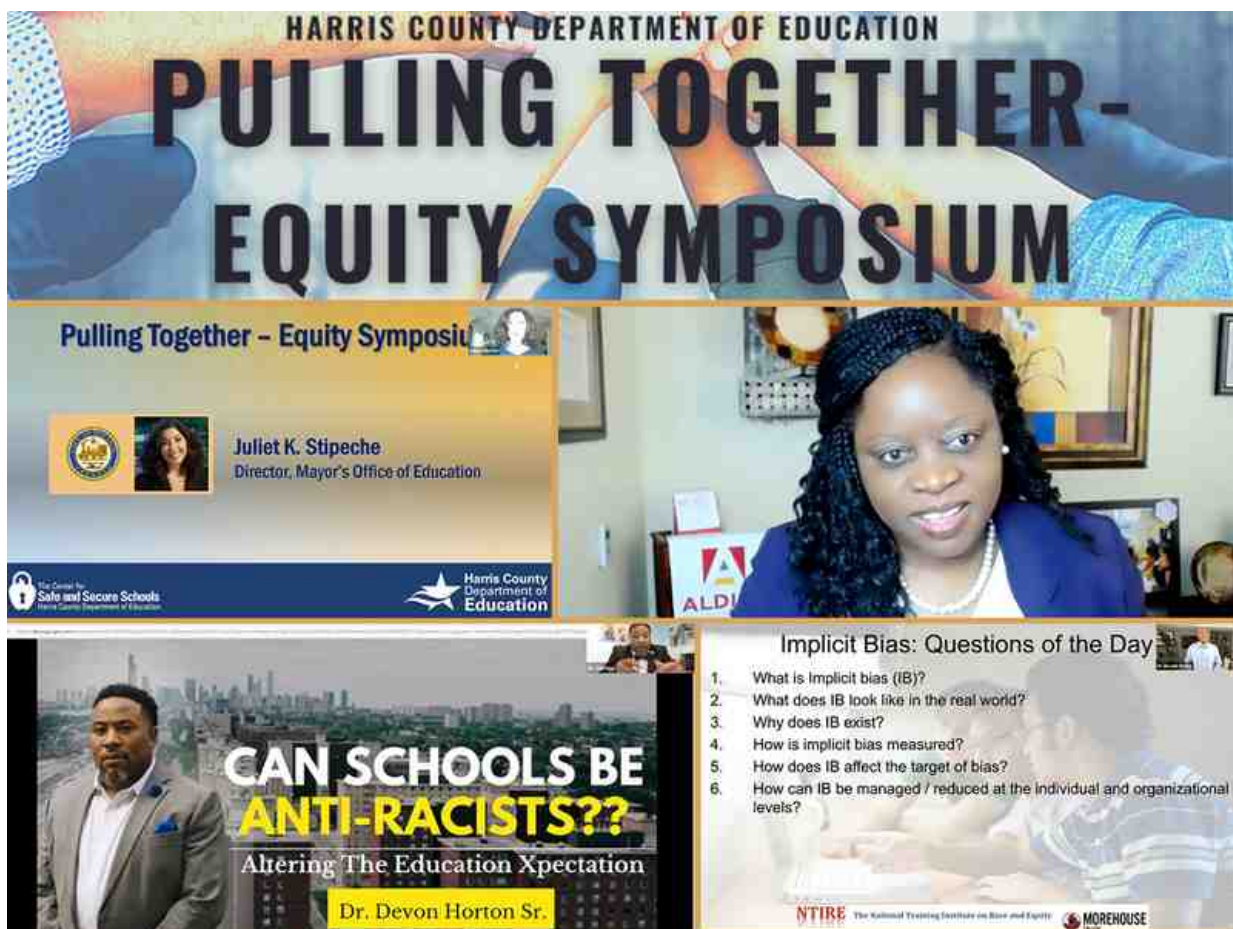 HARRIS COUNTY DEPARTMENT OF EDUCATION
PULLING TOGETHER-
EQUITY SYMPOSIUM
Pulling Together – Equity Symposiu
Juliet K. Stipeche
Director, Mayor's Office of Education
The Center for
Safe and Secure Schools
Harris County Department of Education
Harris County
Department of
Education
ALDI
CAN SCHOOLS BE
ANTI-RACISTS??
Altering The Education Xpectation
Dr. Devon Horton Sr.
Implicit Bias: Questions of the Day
1. What is Implicit bias (IB)?
2. What does IB look like in the real world?
3. Why does IB exist?
4. How is implicit bias measured?
5. How does IB affect the target of bias?
6. How can IB be managed / reduced at the individual and organizational
levels?
NTIRE The National Training Institute on Race and Equity
MOREHOUSE